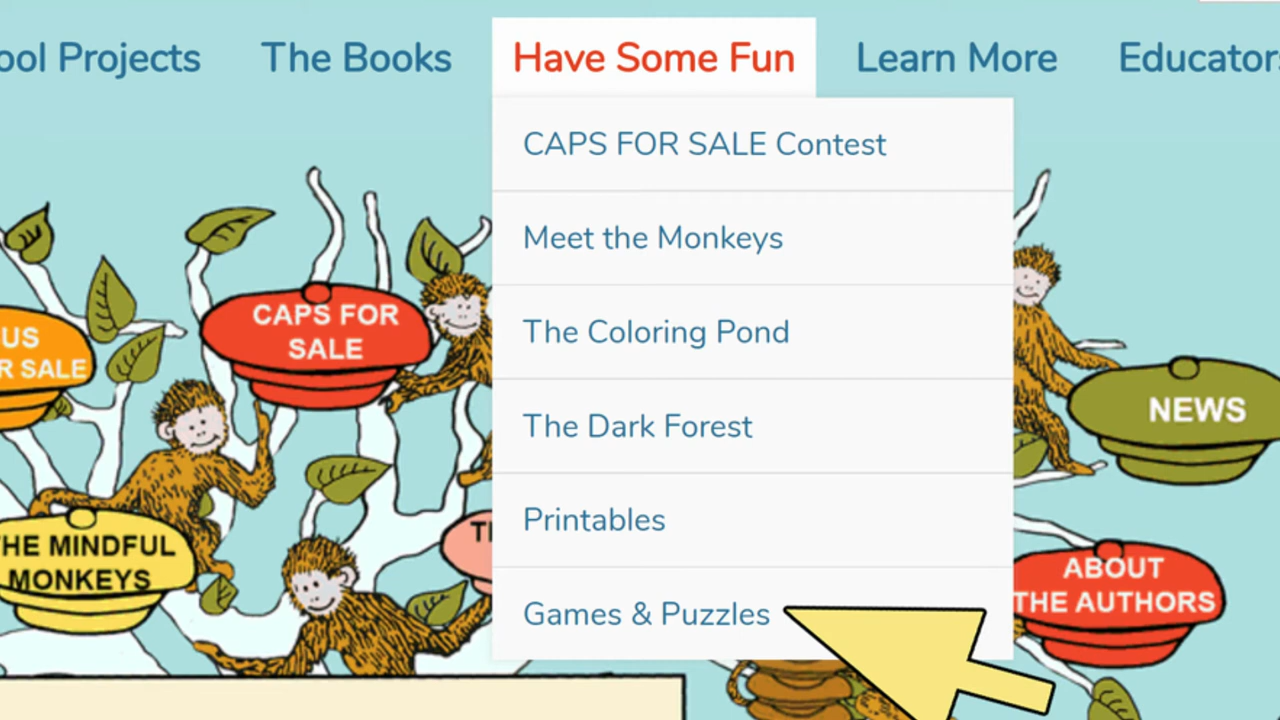 ool Projects
The Books
Have Some Fun
Learn More
Educators
CAPS FOR SALE Contest
Meet the Monkeys
The Coloring Pond
The Dark Forest
Printables
Games & Puzzles
US
R SALE
CAPS FOR
SALE
NEWS
THE MINDFUL
MONKEYS
ABOUT
THE AUTHORS